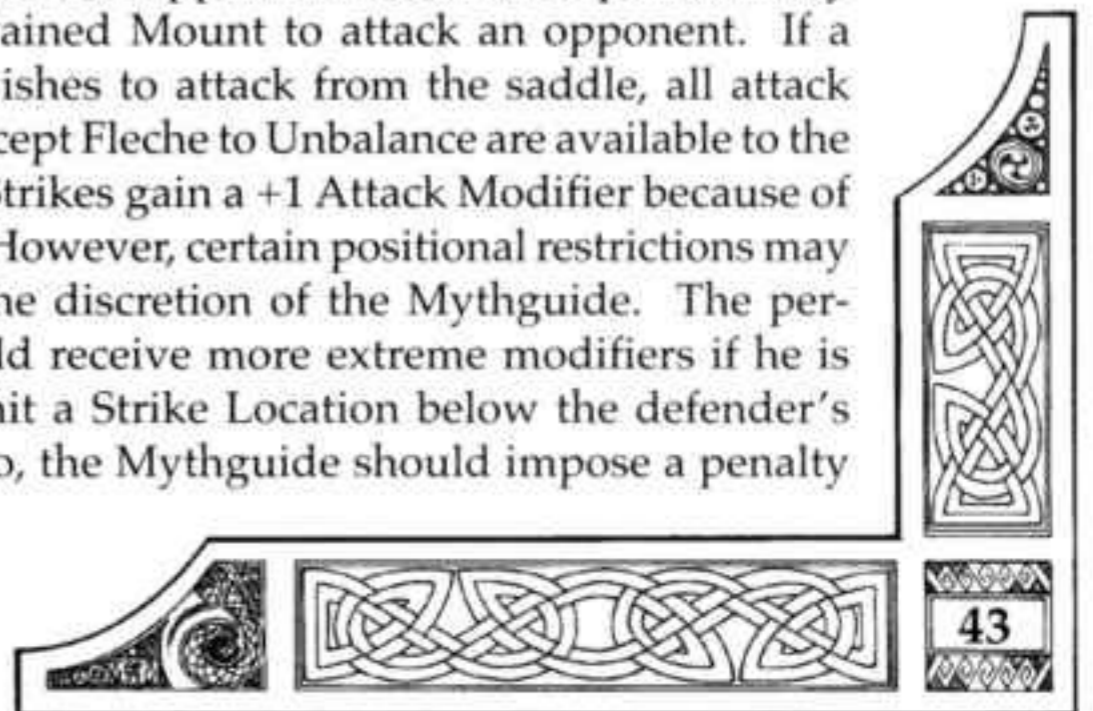 ained Mount to attack an opponent. If a
ishes to attack from the saddle, all attack
cept Fleche to Unbalance are available to the
Strikes gain a +1 Attack Modifier because of
However, certain positional restrictions may
he discretion of the Mythguide. The per-
ld receive more extreme modifiers if he is
hit a Strike Location below the defender's
o, the Mythguide should impose a penalty
43